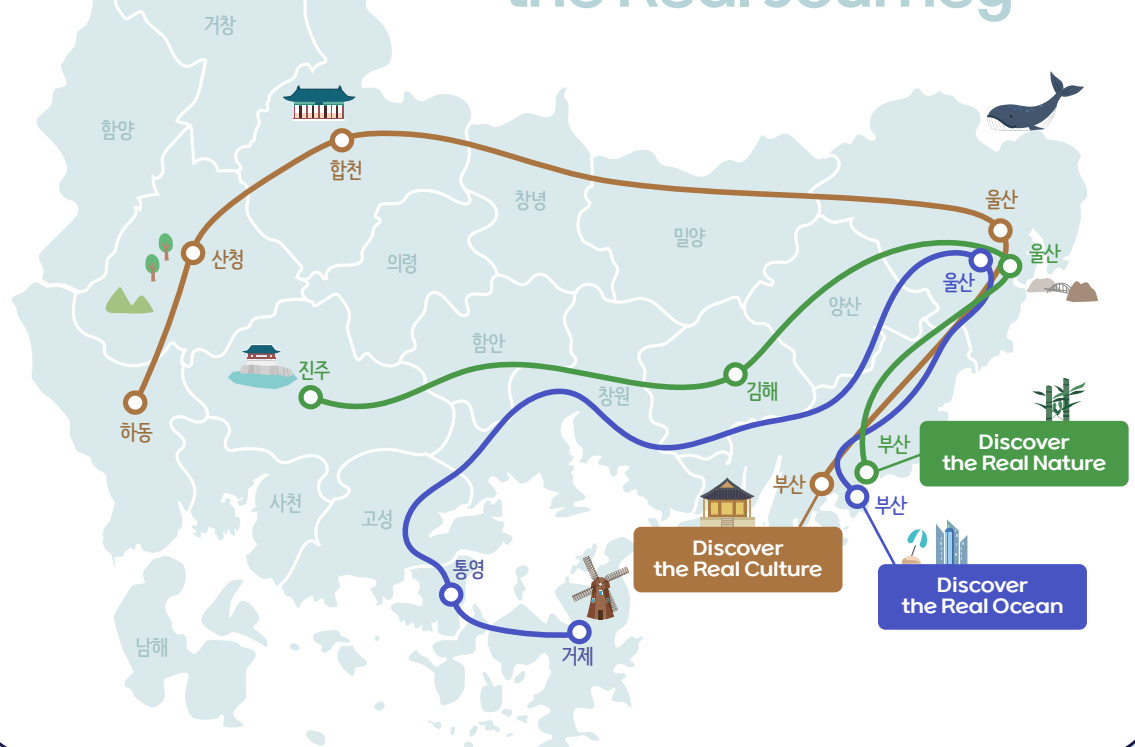 the Real Journey
거창
함양
합천
창녕
울산
밀양
산청
의령
울산
울산
양산
함안
진주
김해
창원
하동
부산
Discover
the Real Nature
부산
사천
부산
고성
Discover
the Real Culture
통영
Discover
the Real Ocean
남해
거제